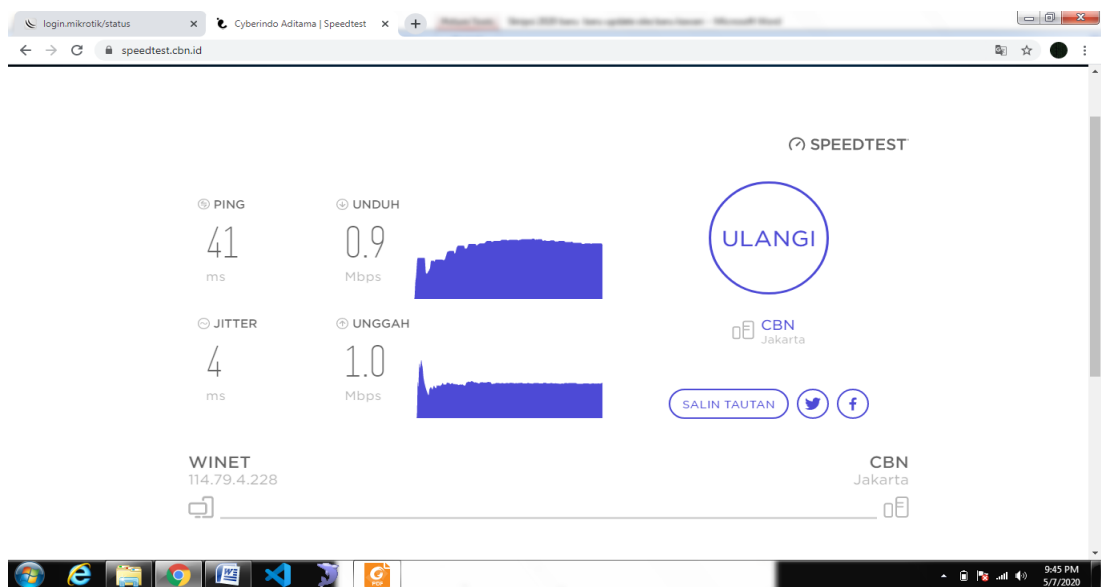 login.mikrotik/status
Cyberindo Aditama | Speedtest
speedtest.cbn.id
SPEEDTEST
PING
41
ms
UNDUH
0.9
Mbps
ULANGI
JITTER
4
ms
UNGGAH
1.0
Mbps
CBN
Jakarta
SALIN TAUTAN
WINET
114.79.4.228
CBN
Jakarta
PDF
9:45 PM
5/7/2020